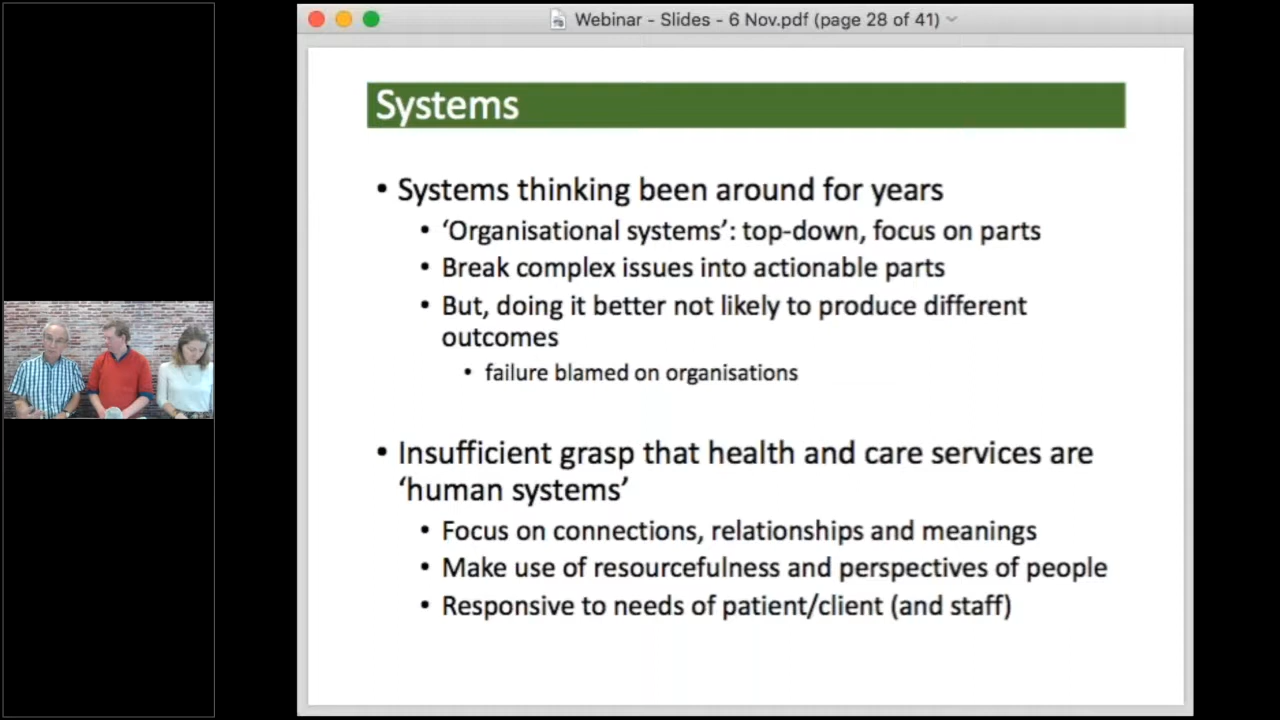 Webinar - Slides - 6 Nov.pdf (page 28 of 41)
Systems
• Systems thinking been around for years
• ‘Organisational systems’: top-down, focus on parts
• Break complex issues into actionable parts
• But, doing it better not likely to produce different
outcomes
• failure blamed on organisations
• Insufficient grasp that health and care services are
‘human systems’
• Focus on connections, relationships and meanings
• Make use of resourcefulness and perspectives of people
• Responsive to needs of patient/client (and staff)